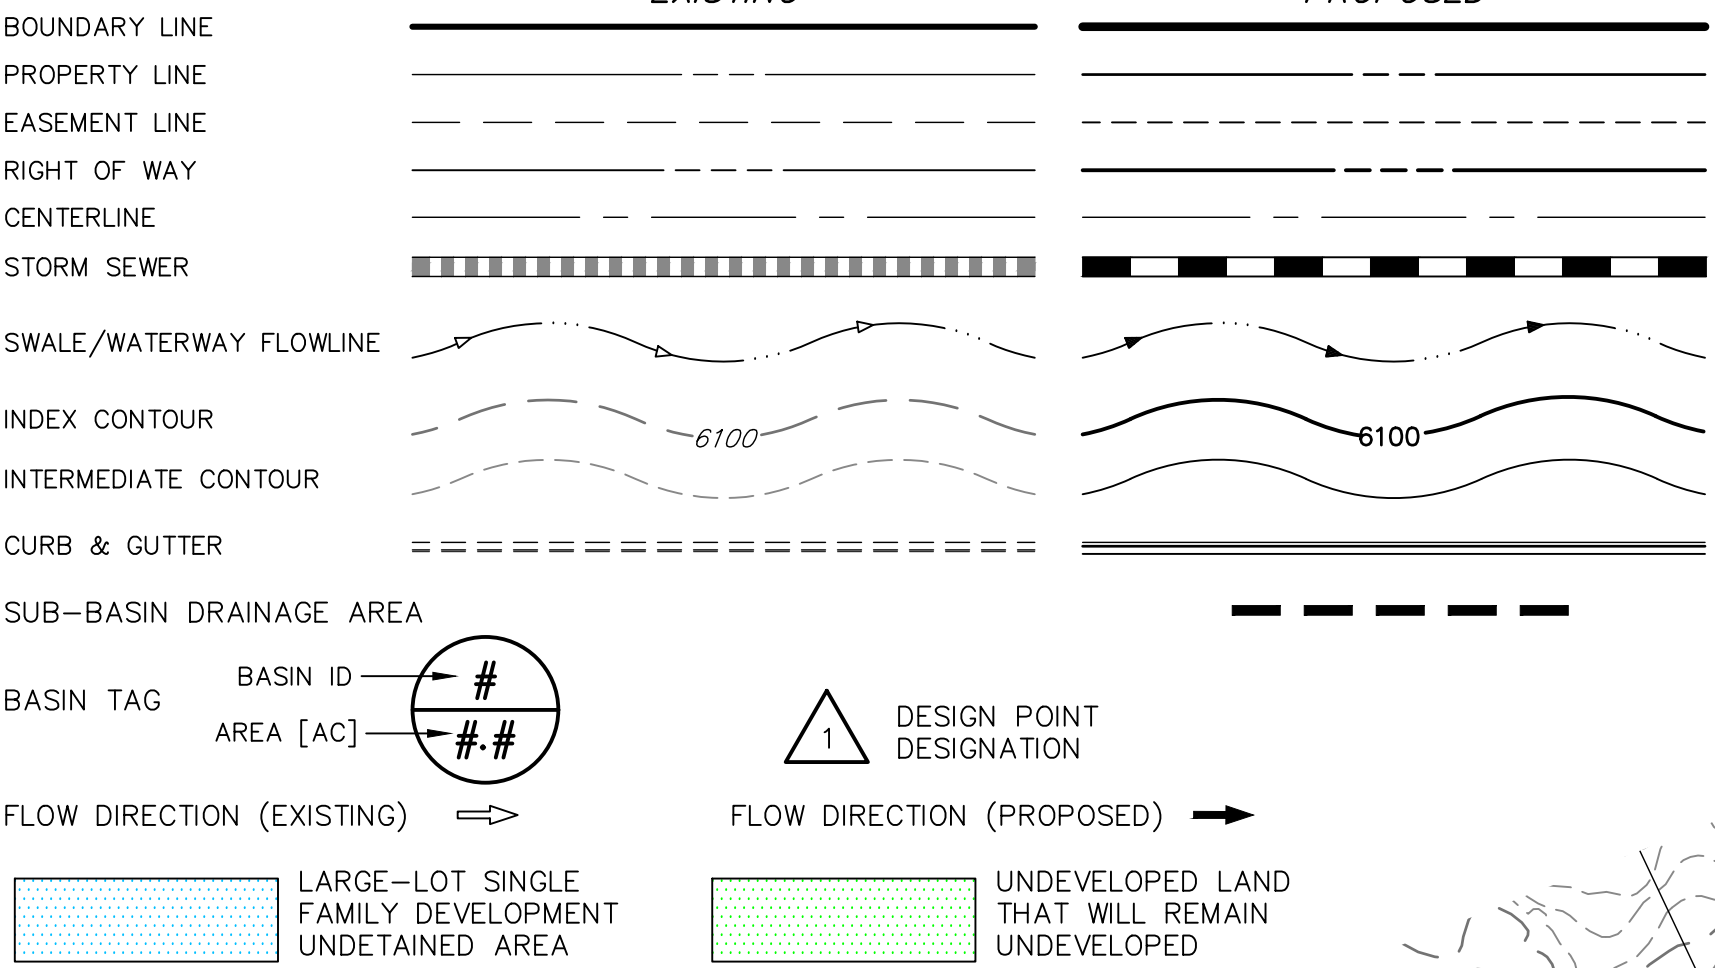 EXISTING PROPOSED
BOUNDARY LINE
PROPERTY LINE
EASEMENT LINE
RIGHT OF WAY
CENTERLINE
STORM SEWER
SWALE/WATERWAY FLOWLINE
INDEX CONTOUR 6100 6100
INTERMEDIATE CONTOUR
CURB & GUTTER
SUB-BASIN DRAINAGE AREA
BASIN TAG
BASIN ID #
AREA [AC] #.#
1
DESIGN POINT
DESIGNATION
FLOW DIRECTION (EXISTING)
FLOW DIRECTION (PROPOSED)
LARGE-LOT SINGLE
FAMILY DEVELOPMENT
UNDETAINED AREA
UNDEVELOPED LAND
THAT WILL REMAIN
UNDEVELOPED